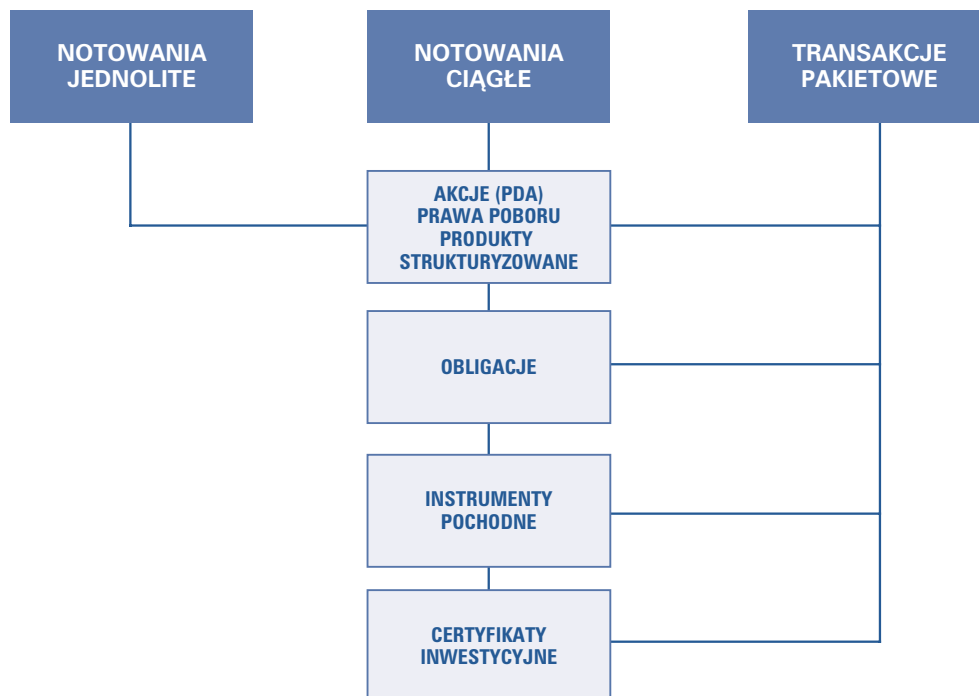 NOTOWANIA
JEDNOLITE
NOTOWANIA
CIĄGŁE
TRANSAKCJE
PAKIETOWE
AKCJE (PDA)
PRAWA POBORU
PRODUKTY
STRUKTURYZOWANE
OBLIGACJE
INSTRUMENTY
POCHODNE
CERTYFIKATY
INWESTYCYJNE